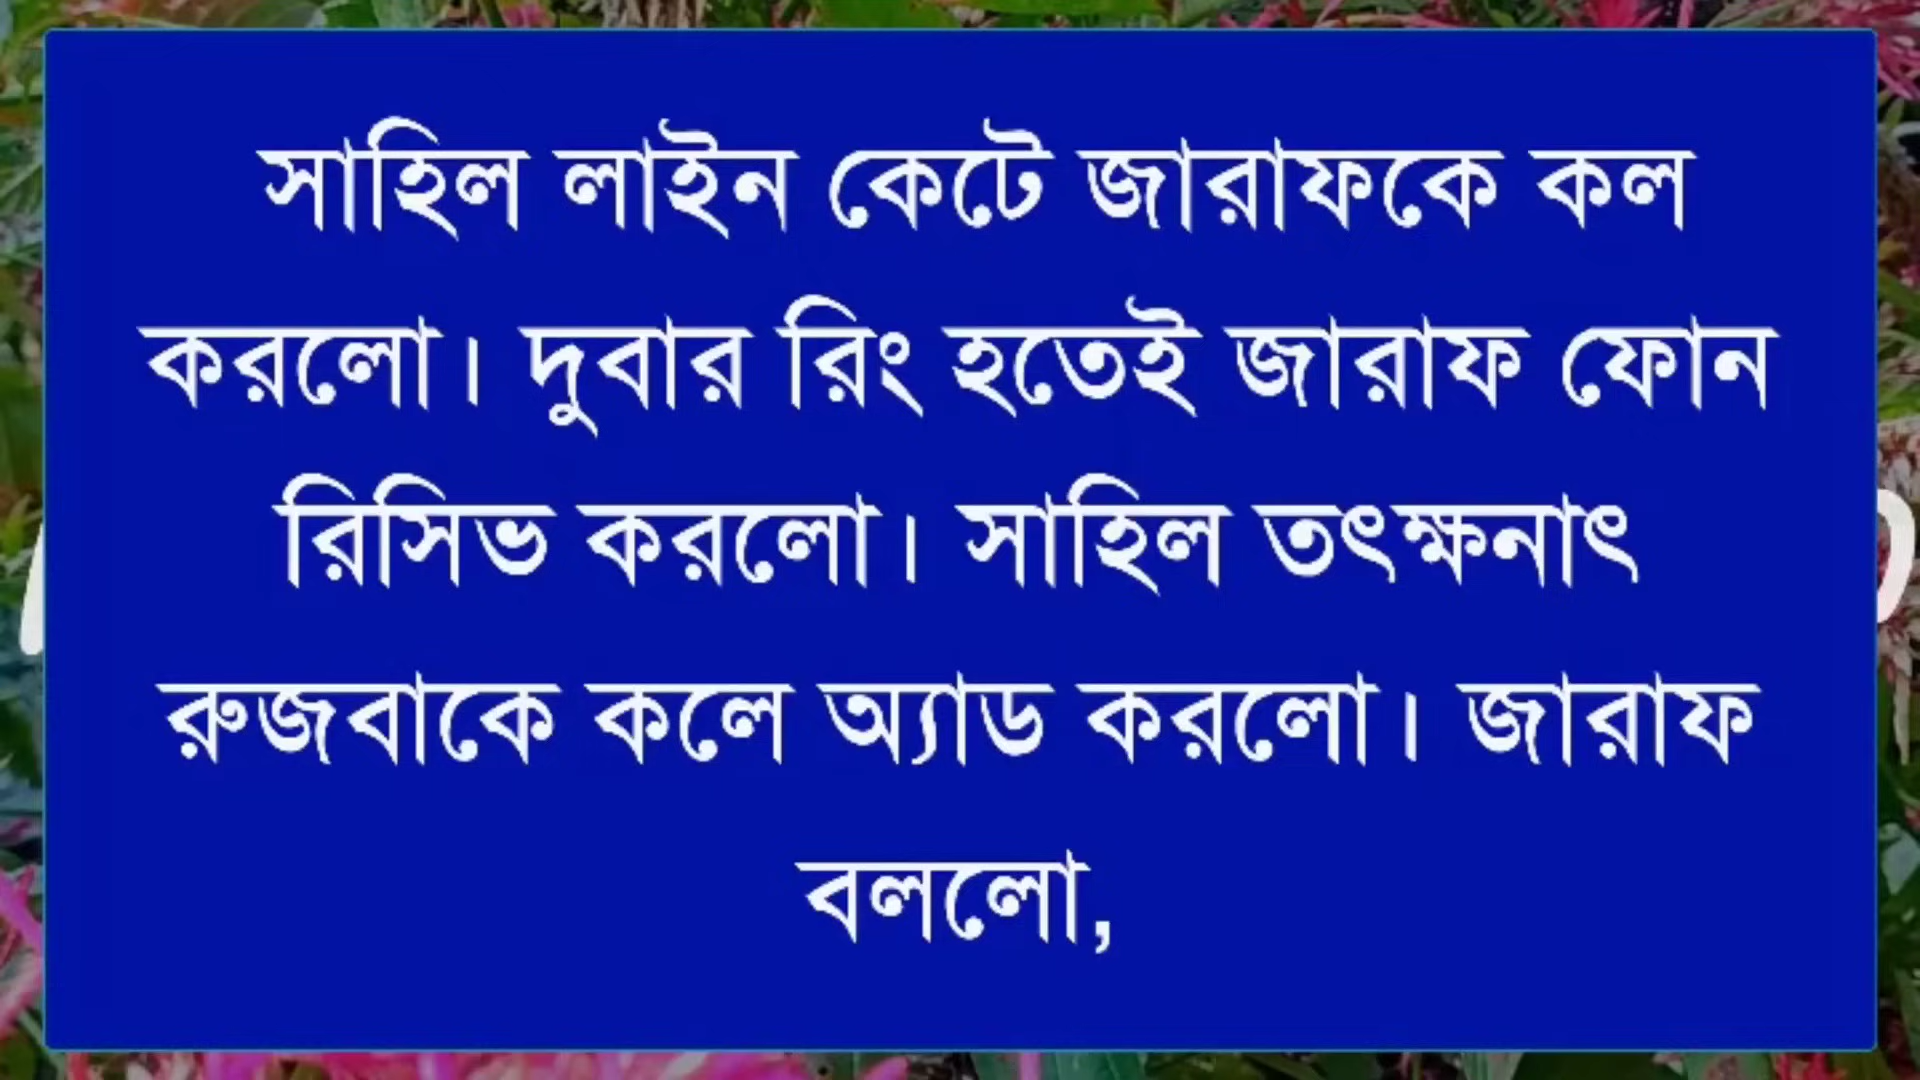 সাহিল লাইন কেটে জারাফকে কল
করলো। দুবার রিং হতেই জারাফ ফোন
রিসিভ করলো। সাহিল তৎক্ষনাৎ
রুজবাকে কলে অ্যাড করলো। জারাফ
বললো,